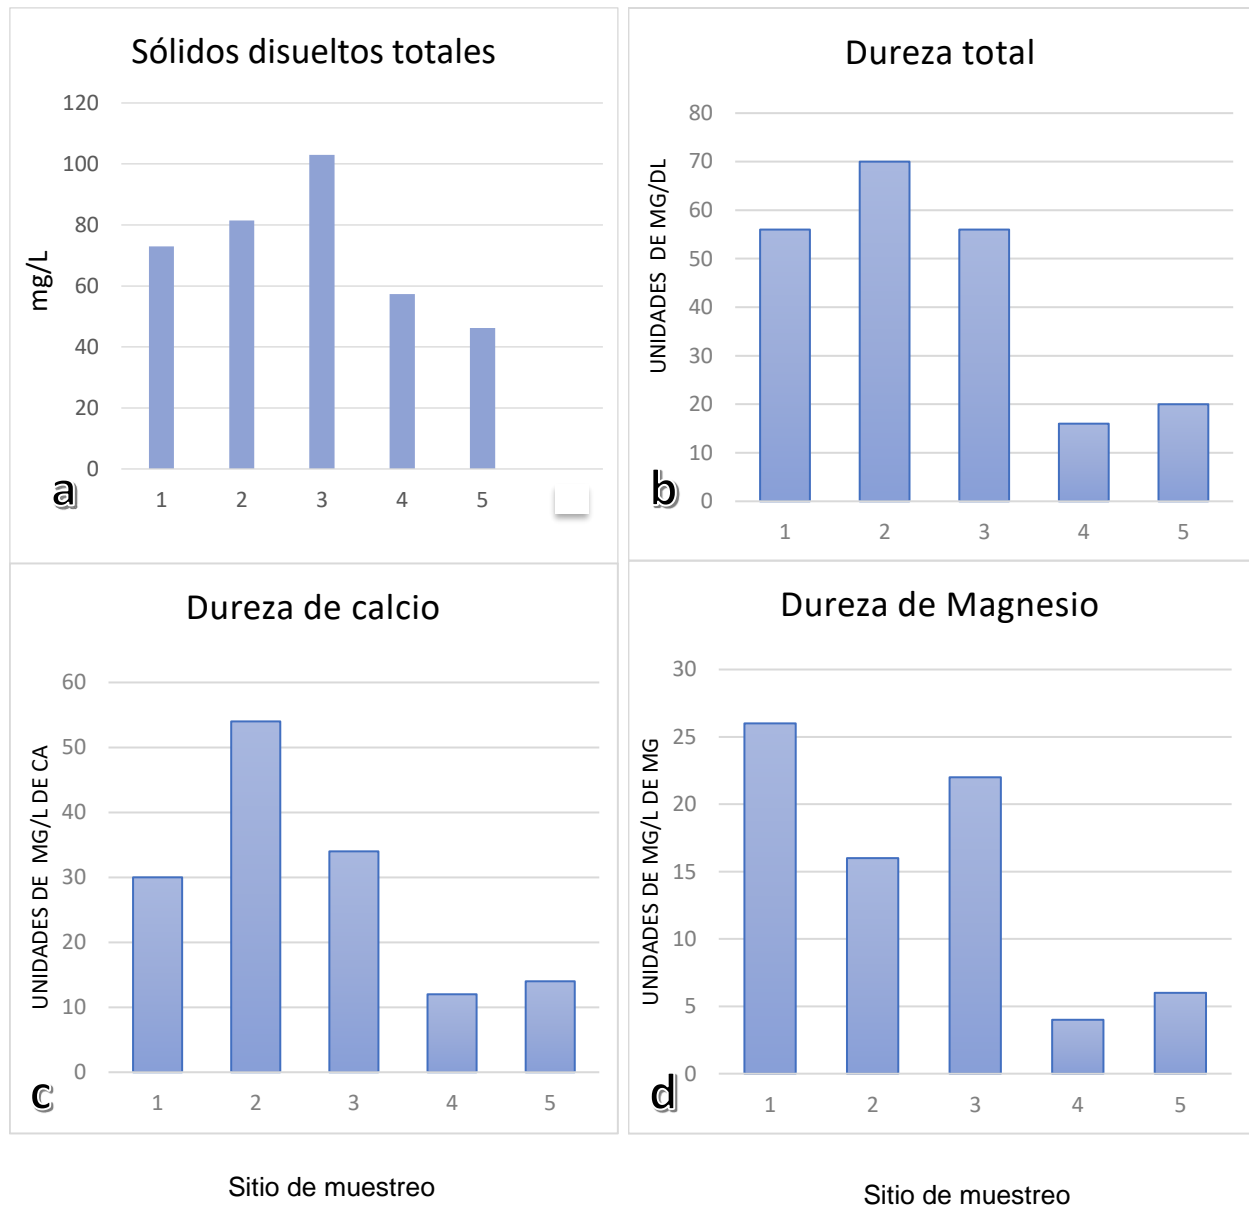 Sólidos disueltos totales
120
100
80
60
40
20
0
mg/L
1 2 3 4 5
a
Dureza total
80
70
60
50
40
30
20
10
0
UNIDADES DE MG/DL
1 2 3 4 5
b
Dureza de calcio
60
50
40
30
20
10
0
UNIDADES DE MG/L DE CA
1 2 3 4 5
c
Dureza de Magnesio
30
25
20
15
10
5
0
UNIDADES DE MG/L DE MG
1 2 3 4 5
d
Sitio de muestreo
Sitio de muestreo